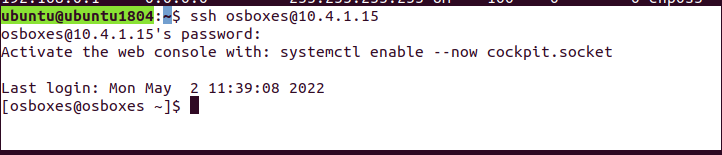 ubuntu@ubuntu1804:~$ ssh osboxes@10.4.1.15
osboxes@10.4.1.15's password:
Activate the web console with: systemctl enable --now cockpit.socket
Last login: Mon May  2 11:39:08 2022
[osboxes@osboxes ~]$